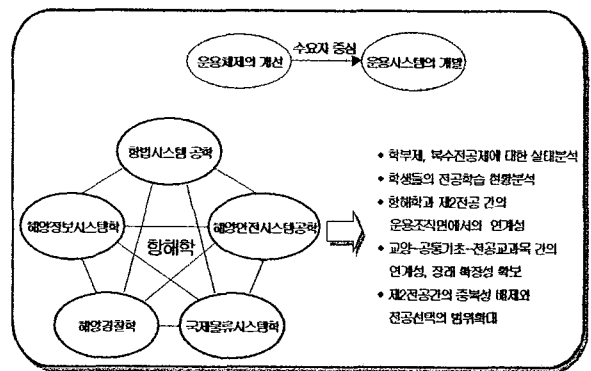 수요자 중심
운용체제의 개선
운용시스템의 개발
항법시스템 공학
해양정보시스템학
해양안전시스템공학
항해학
해양경찰학
국제물류시스템학
◆ 학부제, 복수전공제에 대한 실태분석
◆ 학생들의 전공학습 현황분석
◆ 항해학과 제2전공 간의
운용조직면에서의 연계성
◆ 교양-공통기초-전공교과목 간의
연계성, 장래 확장성 확보
◆ 제2전공간의 중복성 배제와
전공선택의 범위확대